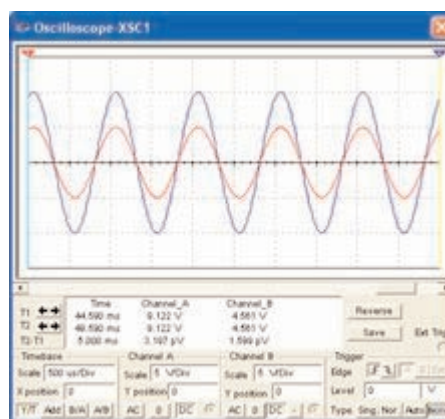 Oscilloscope-XSC1
Time Channel_A Channel_B
T1 44.590 ms 9.122 V 4.561 V
T2 49.590 ms 9.122 V 4.561 V
T2-T1 5.000 ms 3.197 pV 1.599 pV
Reverse
Save
Ext. Trig
Timebase Channel A Channel B Trigger
Scale 500 us/Div Scale 5 V/Div Scale 5 V/Div Edge
X position 0 Y position 0 Y position 0 Level 0 V
Y/T Add B/A A/B AC 0 DC AC 0 DC Type Sing. Nor. Auto